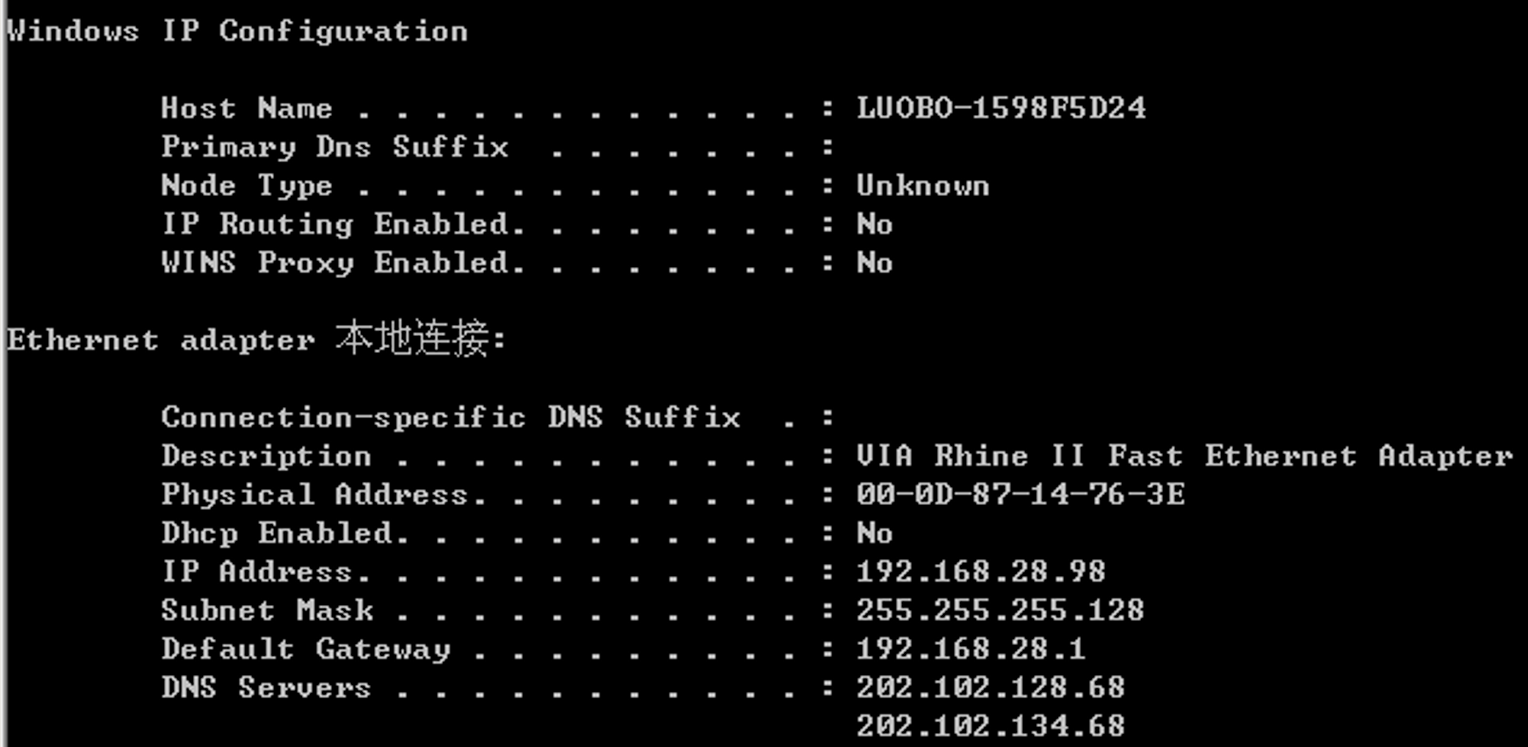 Windows IP Configuration
Host Name . . . . . . . . . . . . : LUOBO-1598F5D24
Primary Dns Suffix  . . . . . . . :
Node Type . . . . . . . . . . . . : Unknown
IP Routing Enabled. . . . . . . . : No
WINS Proxy Enabled. . . . . . . . : No
Ethernet adapter 本地连接:
Connection-specific DNS Suffix  . :
Description . . . . . . . . . . . : VIA Rhine II Fast Ethernet Adapter
Physical Address. . . . . . . . . : 00-0D-87-14-76-3E
Dhcp Enabled. . . . . . . . . . . : No
IP Address. . . . . . . . . . . . : 192.168.28.98
Subnet Mask . . . . . . . . . . . : 255.255.255.128
Default Gateway . . . . . . . . . : 192.168.28.1
DNS Servers . . . . . . . . . . . : 202.102.128.68
202.102.134.68